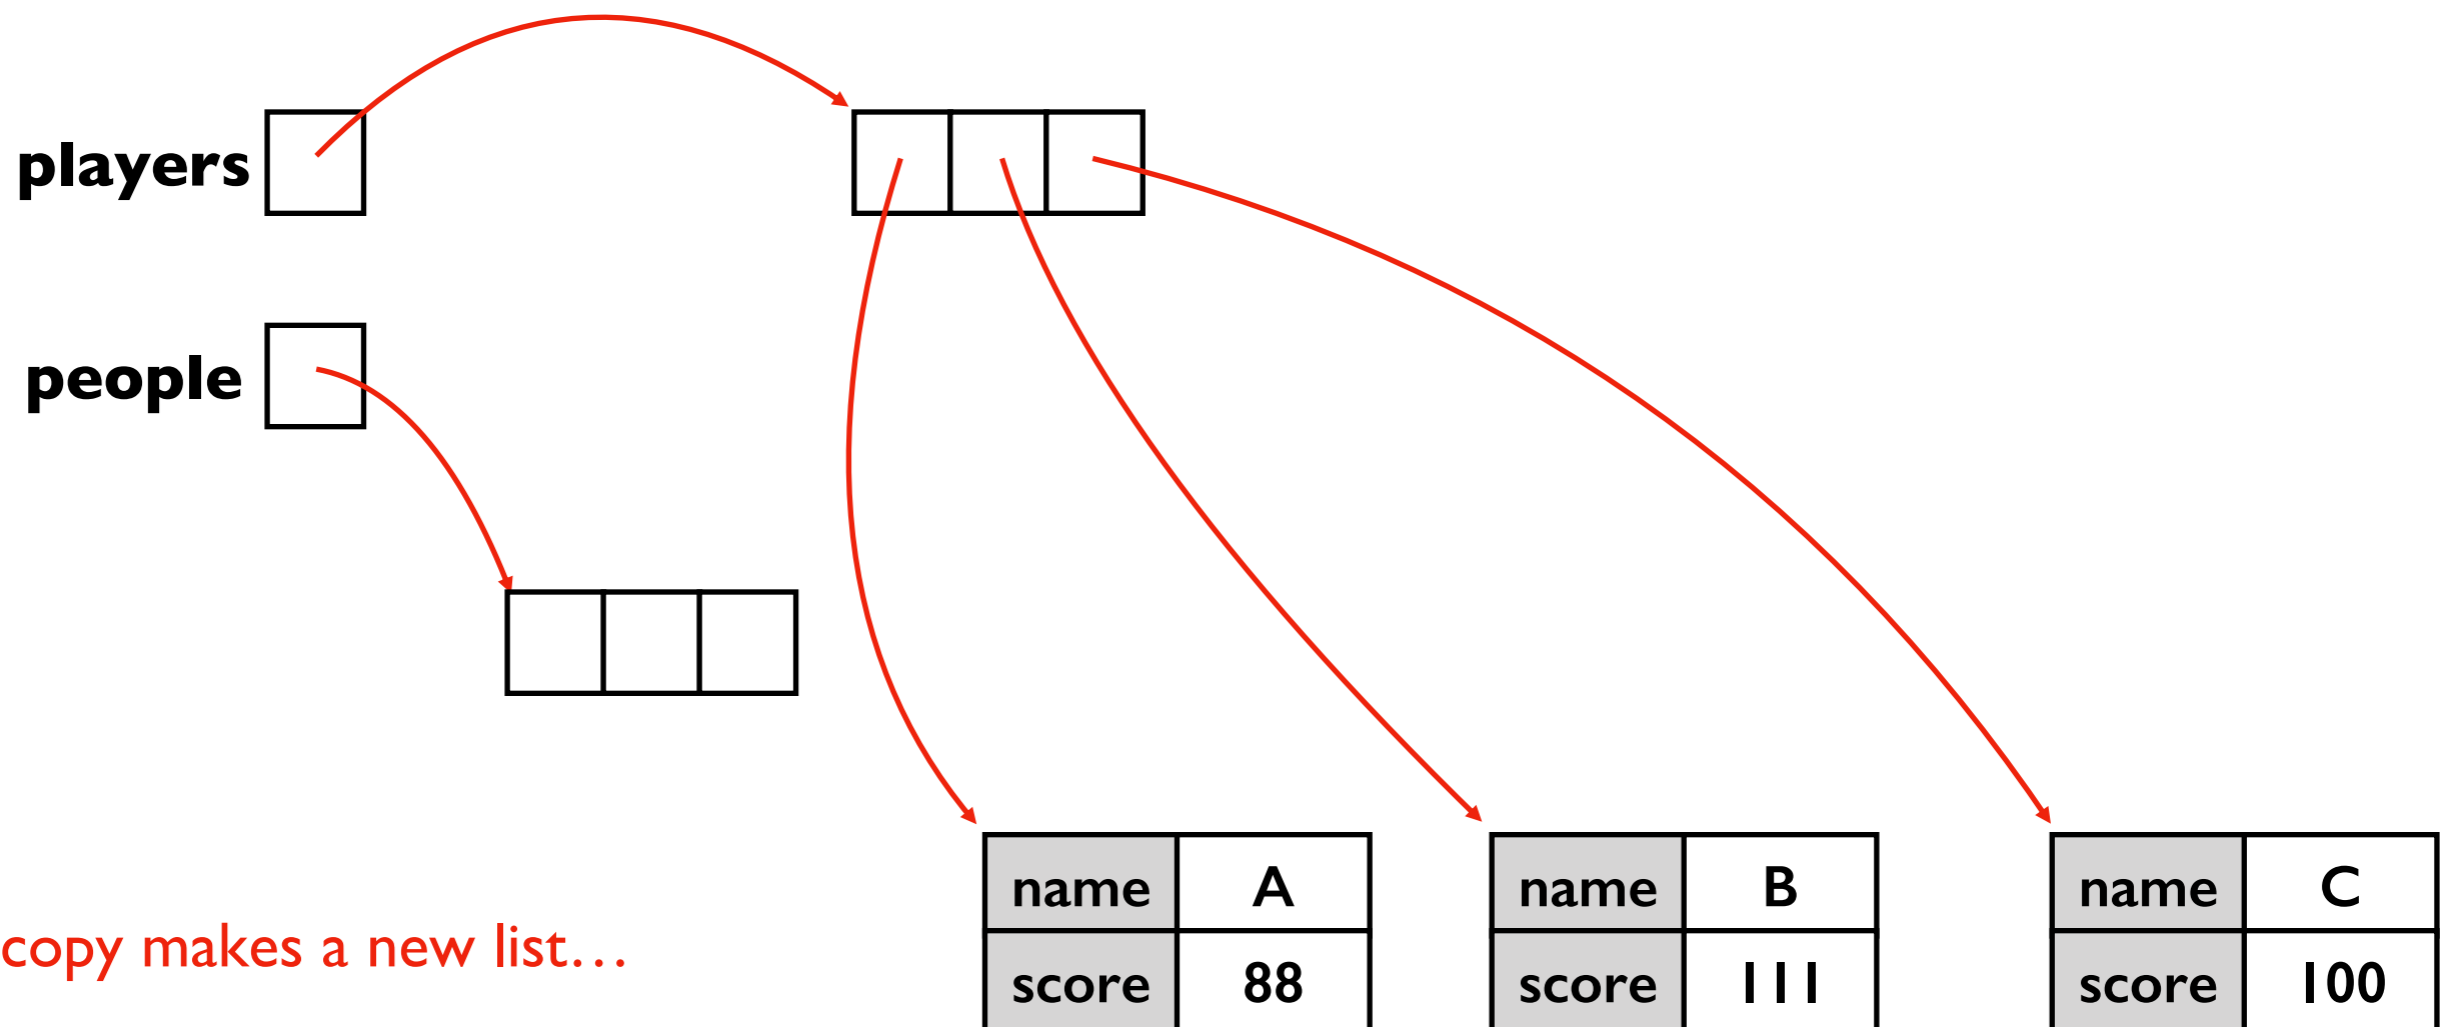 players
people
name A
score 88
name B
score 111
name C
score 100
copy makes a new list…